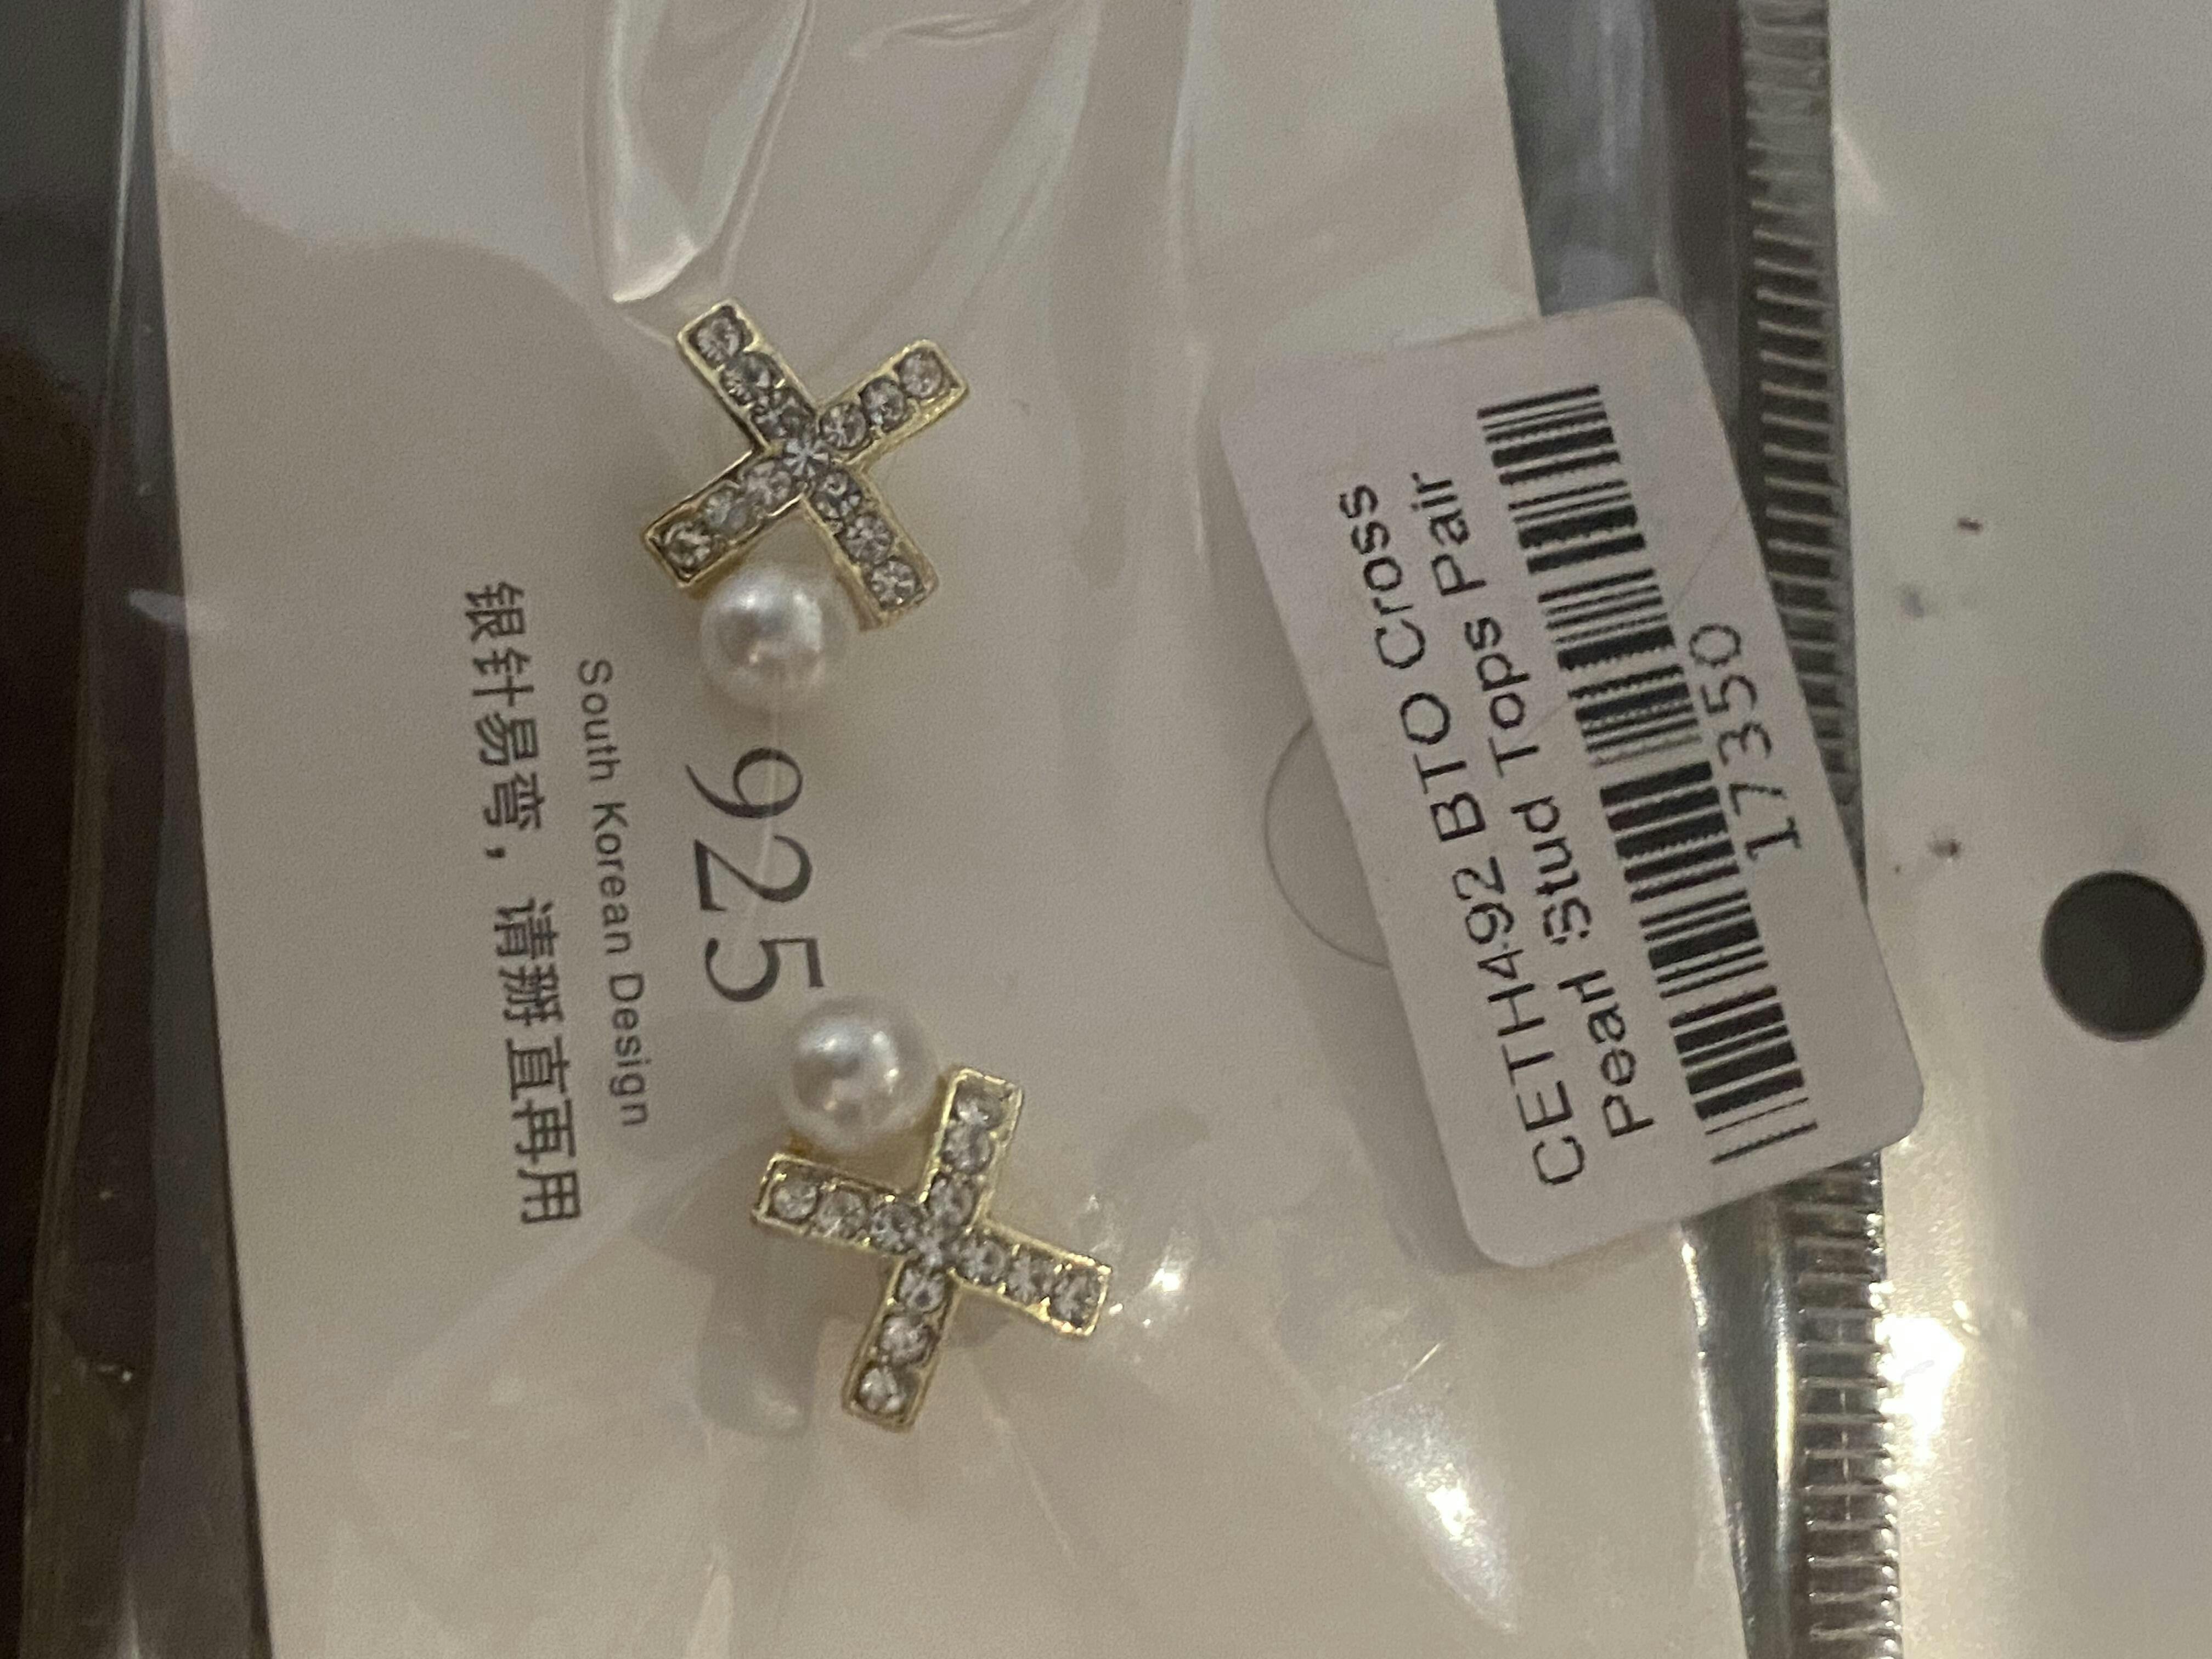 925
South Korean Design
银针易弯，请掰直再用
CETH492 BTO Cross
Pearl Stud Tops Pair
17350